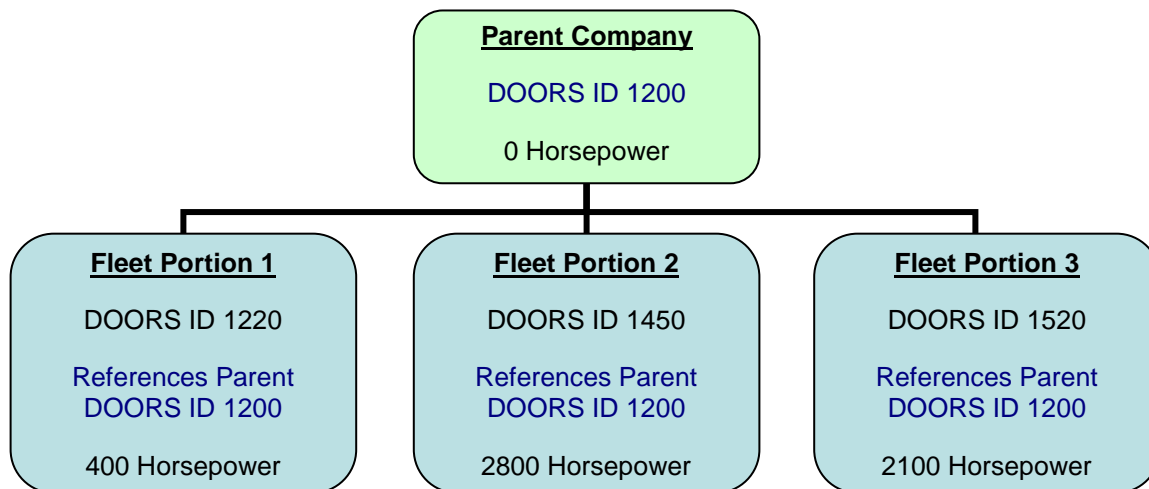 Parent Company
DOORS ID 1200
0 Horsepower
Fleet Portion 1
DOORS ID 1220
References Parent
DOORS ID 1200
400 Horsepower
Fleet Portion 2
DOORS ID 1450
References Parent
DOORS ID 1200
2800 Horsepower
Fleet Portion 3
DOORS ID 1520
References Parent
DOORS ID 1200
2100 Horsepower